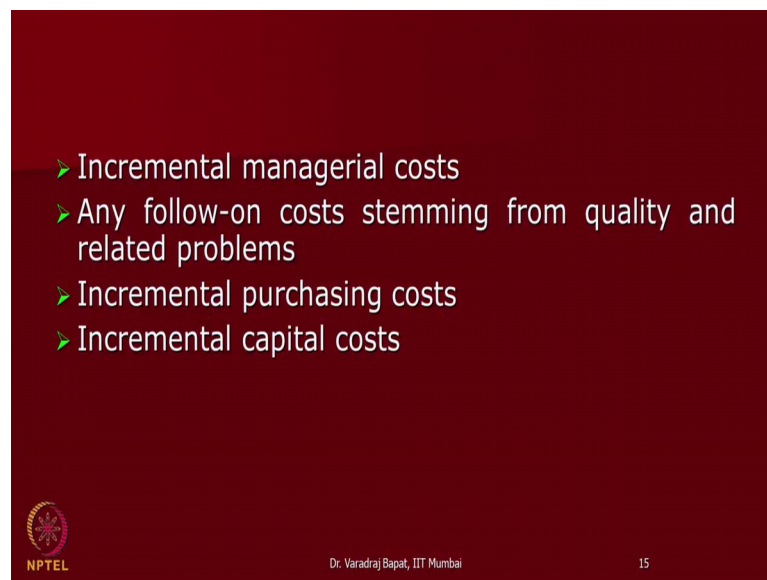 Incremental managerial costs
Any follow-on costs stemming from quality and
related problems
Incremental purchasing costs
Incremental capital costs
NPTEL
Dr. Varadraj Bapat, IIT Mumbai
15